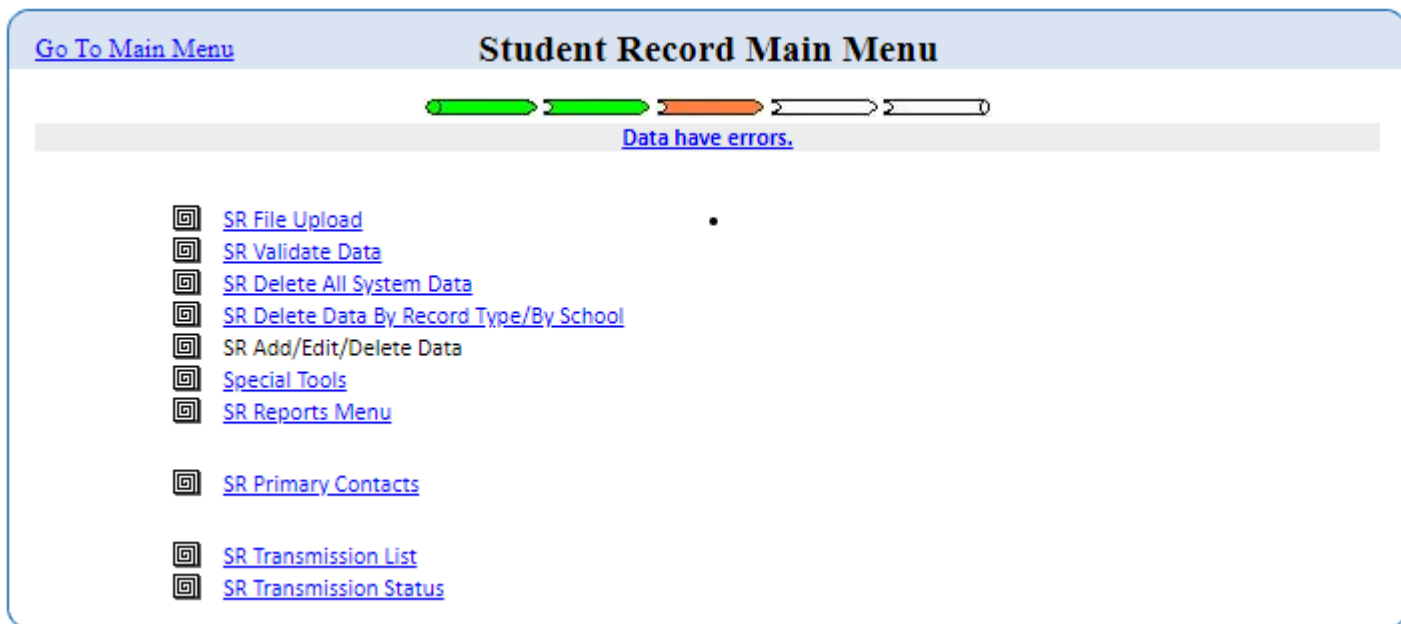 Go To Main Menu
Student Record Main Menu
Data have errors.
SR File Upload
SR Validate Data
SR Delete All System Data
SR Delete Data By Record Type/By School
SR Add/Edit/Delete Data
Special Tools
SR Reports Menu
SR Primary Contacts
SR Transmission List
SR Transmission Status